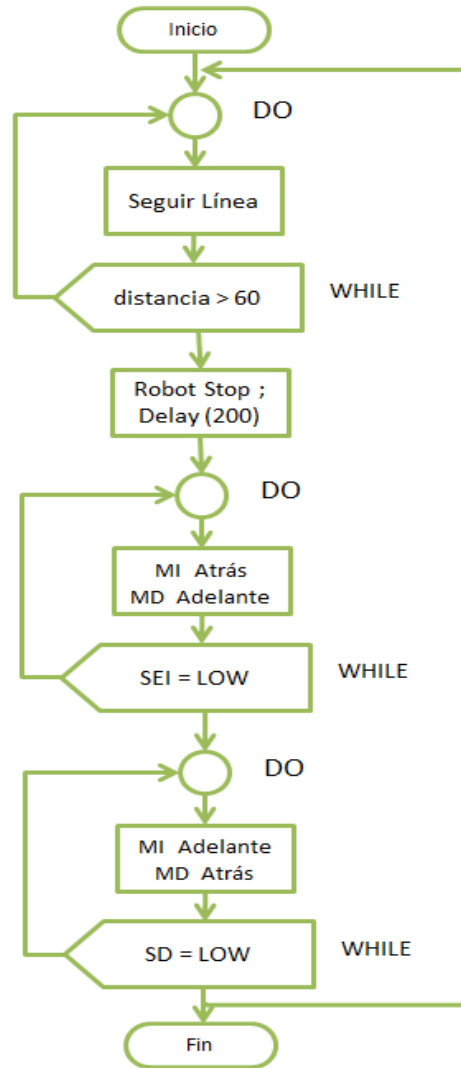 Inicio
DO
Seguir Línea
distancia > 60
WHILE
Robot Stop ;
Delay (200)
DO
MI Atrás
MD Adelante
SEI = LOW
WHILE
DO
MI Adelante
MD Atrás
SD = LOW
WHILE
Fin